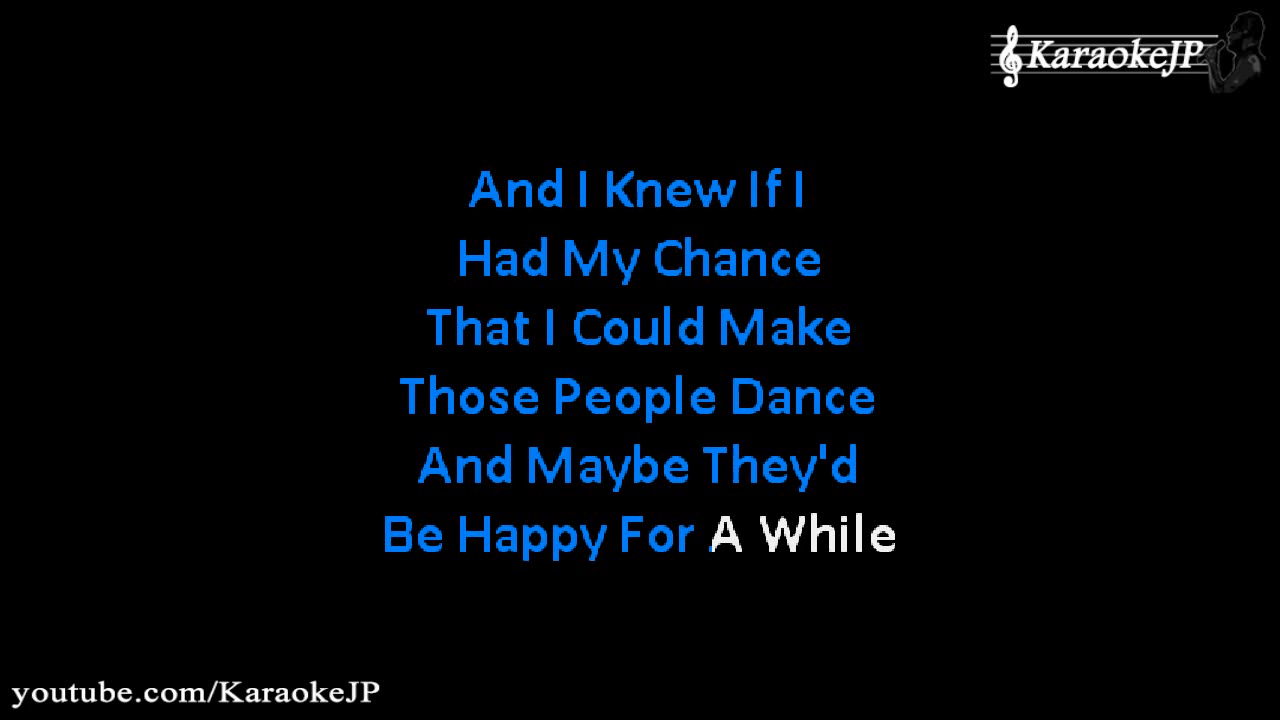 KaraokeJP
And I Knew If I
Had My Chance
That I Could Make
Those People Dance
And Maybe They'd
Be Happy For A While
youtube.com/KaraokeJP